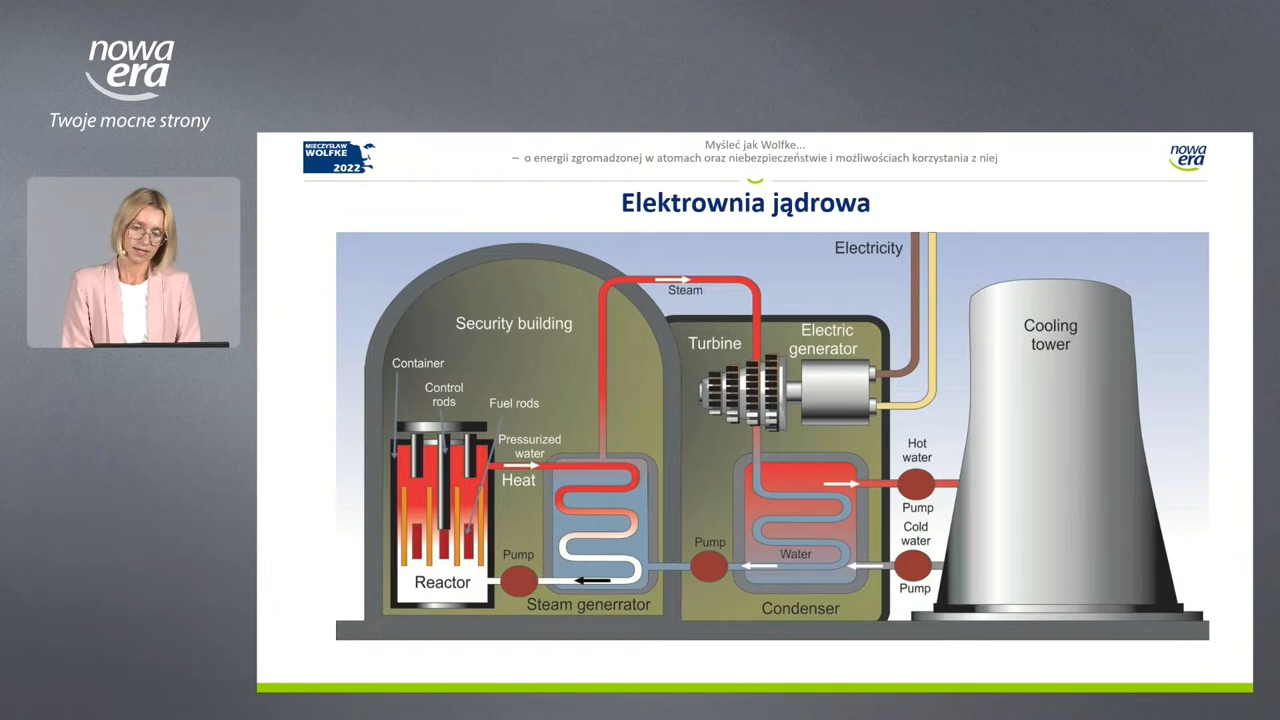 nowa
era
Twoje mocne strony
MIECZYSŁAW
WOLFKE
2022
Myśleć jak Wolfke...
– o energii zgromadzonej w atomach oraz niebezpieczeństwie i możliwościach korzystania z niej
nowa
era
Elektrownia jądrowa
Electricity
Steam
Security building
Turbine
Electric
generator
Cooling
tower
Container
Control
rods
Fuel rods
Pressurized
water
Heat
Hot
water
Pump
Cold
water
Pump
Pump
Pump
Water
Reactor
Steam generrator
Condenser